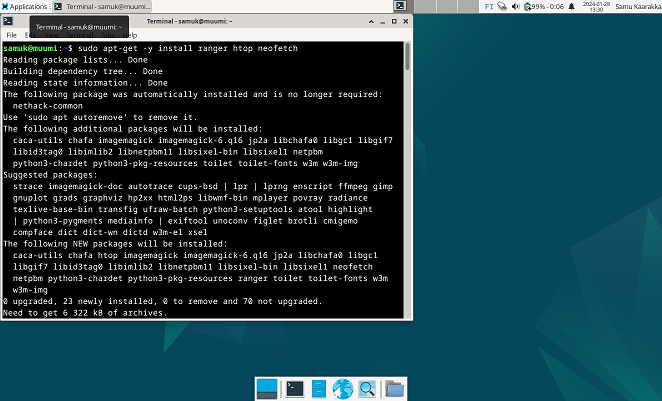 Applications
Terminal - samuk@muumi...
FI
99% - 0:06
2024-01-28
13:30
Samu Kaarakka
Terminal - samuk@muumi: ~
Terminal - samuk@muumi: ~
File
samuk@muumi:~$ sudo apt-get -y install ranger htop neofetch
Reading package lists... Done
Building dependency tree... Done
Reading state information... Done
The following package was automatically installed and is no longer required:
nethack-common
Use 'sudo apt autoremove' to remove it.
The following additional packages will be installed:
caca-utils chafa imagemagick imagemagick-6.q16 jp2a libchafa0 libgc1 libgif7
libid3tag0 libimlib2 libnetpbm11 libsixel-bin libsixel1 netpbm
python3-chardet python3-pkg-resources toilet toilet-fonts w3m w3m-img
Suggested packages:
strace imagemagick-doc autotrace cups-bsd | lpr | lprng enscript ffmpeg gimp
gnuplot grads graphviz hp2xx html2ps libwmf-bin mplayer povray radiance
texlive-base-bin transfig ufraw-batch python3-setuptools atool highlight
| python3-pygments mediainfo | exiftool unoconv figlet brotli cmigemo
compface dict dict-wn dictd w3m-el xsel
The following NEW packages will be installed:
caca-utils chafa htop imagemagick imagemagick-6.q16 jp2a libchafa0 libgc1
libgif7 libid3tag0 libimlib2 libnetpbm11 libsixel-bin libsixel1 neofetch
netpbm python3-chardet python3-pkg-resources ranger toilet toilet-fonts w3m
w3m-img
0 upgraded, 23 newly installed, 0 to remove and 70 not upgraded.
Need to get 6 322 kB of archives.